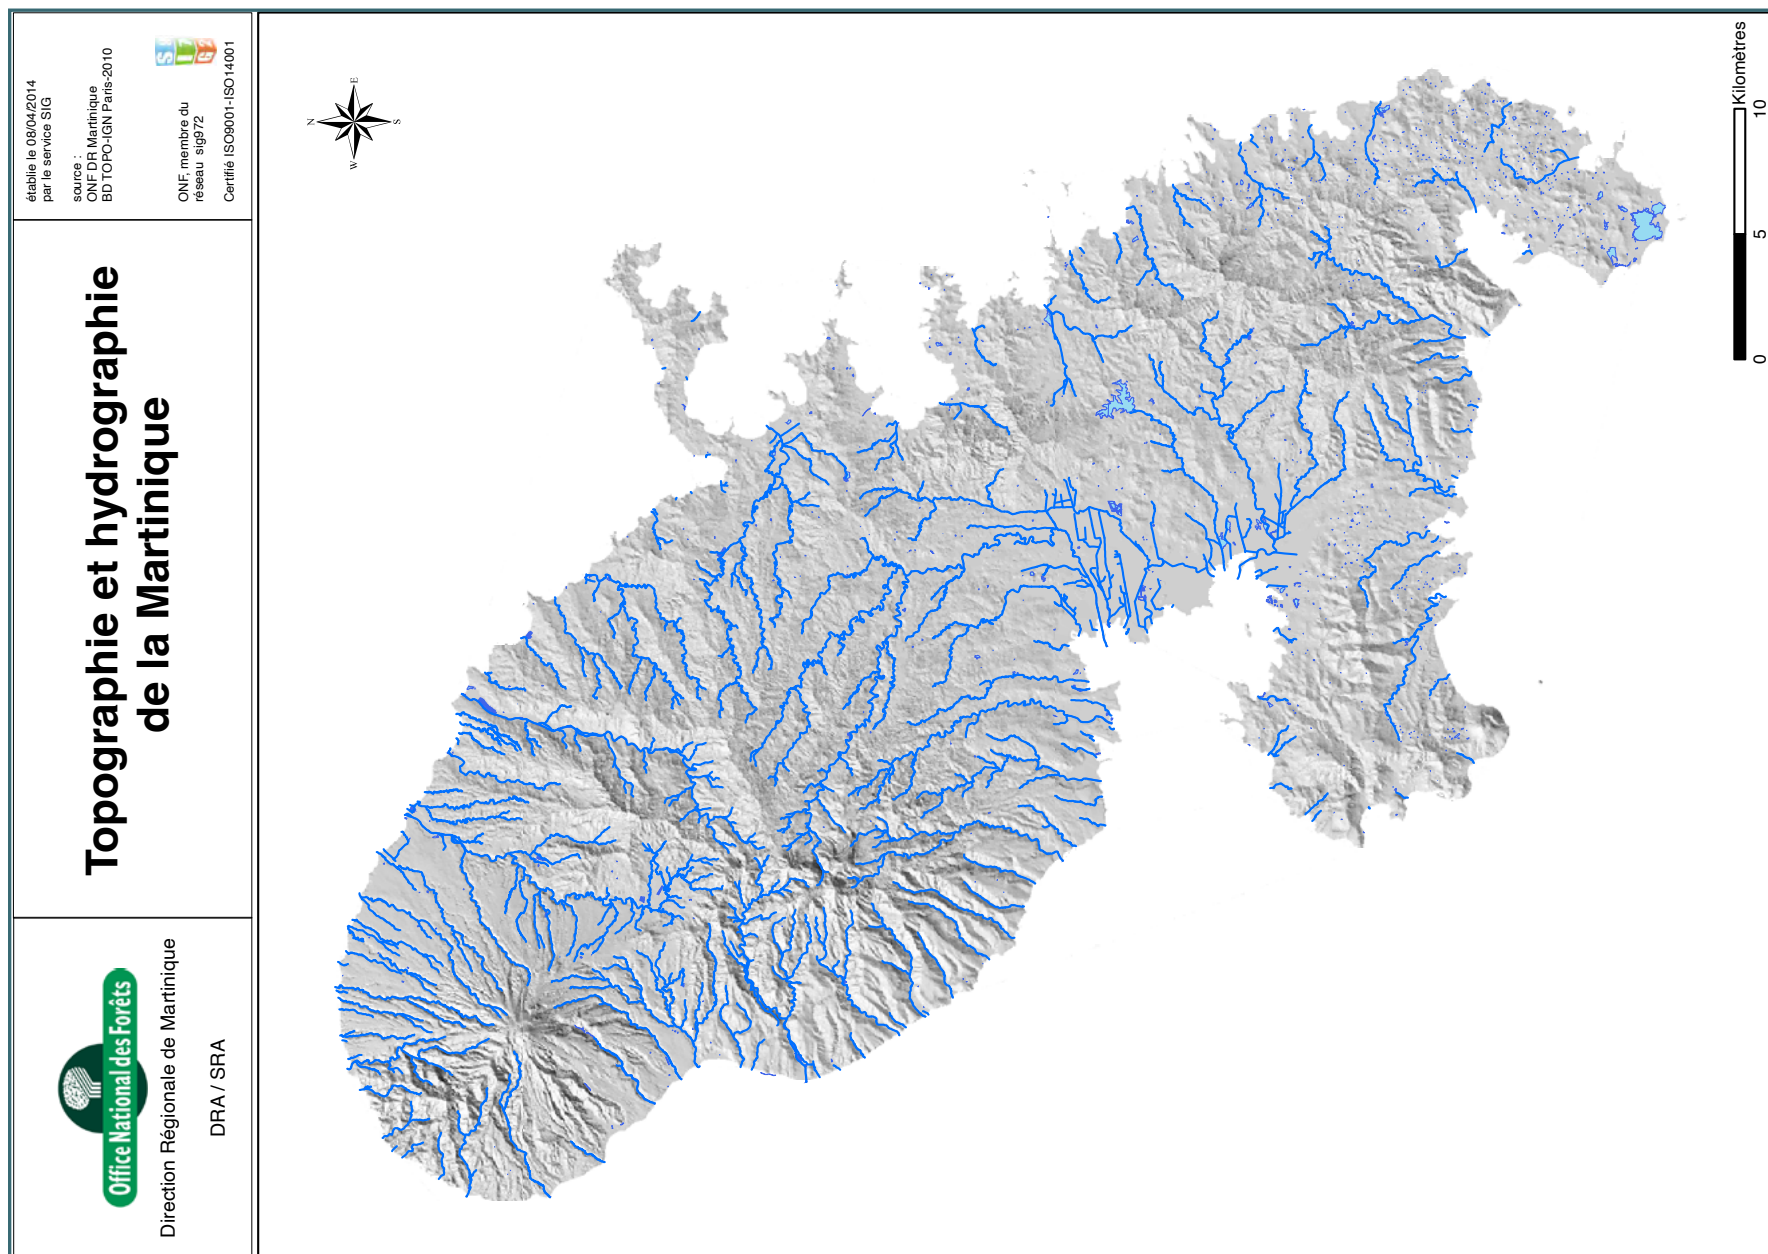 Office National des Forêts
Direction Régionale de Martinique
DRA / SRA
Topographie et hydrographie
de la Martinique
établie le 08/04/2014
par le service SIG
source :
ONF DR Martinique
BD TOPO-IGN Paris-2010
ONF, membre du
réseau sig972
Certifié ISO9001-ISO14001
N
E
S
W
0
5
10
Kilomètres